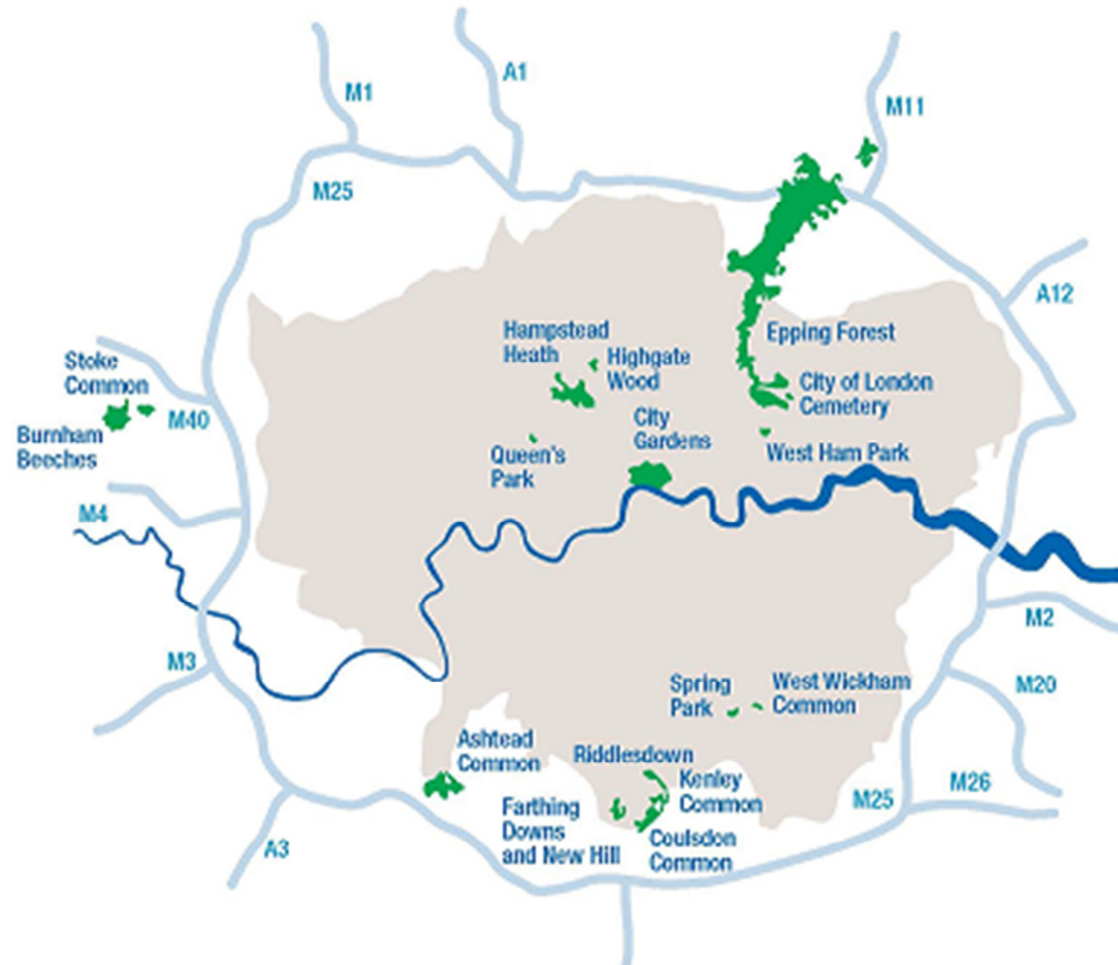 A1
M1
M11
M25
A12
Hampstead
Heath
Highgate
Wood
Epping Forest
Stoke
Common
M40
Burnham
Beeches
City of London
Cemetery
City
Gardens
Queen's
Park
West Ham Park
M4
M2
M3
Spring
Park
West Wickham
Common
M20
Ashtead
Common
Riddlesdown
Kenley
Common
M25
M26
Farthing
Downs
and New Hill
Coulsdon
Common
A3